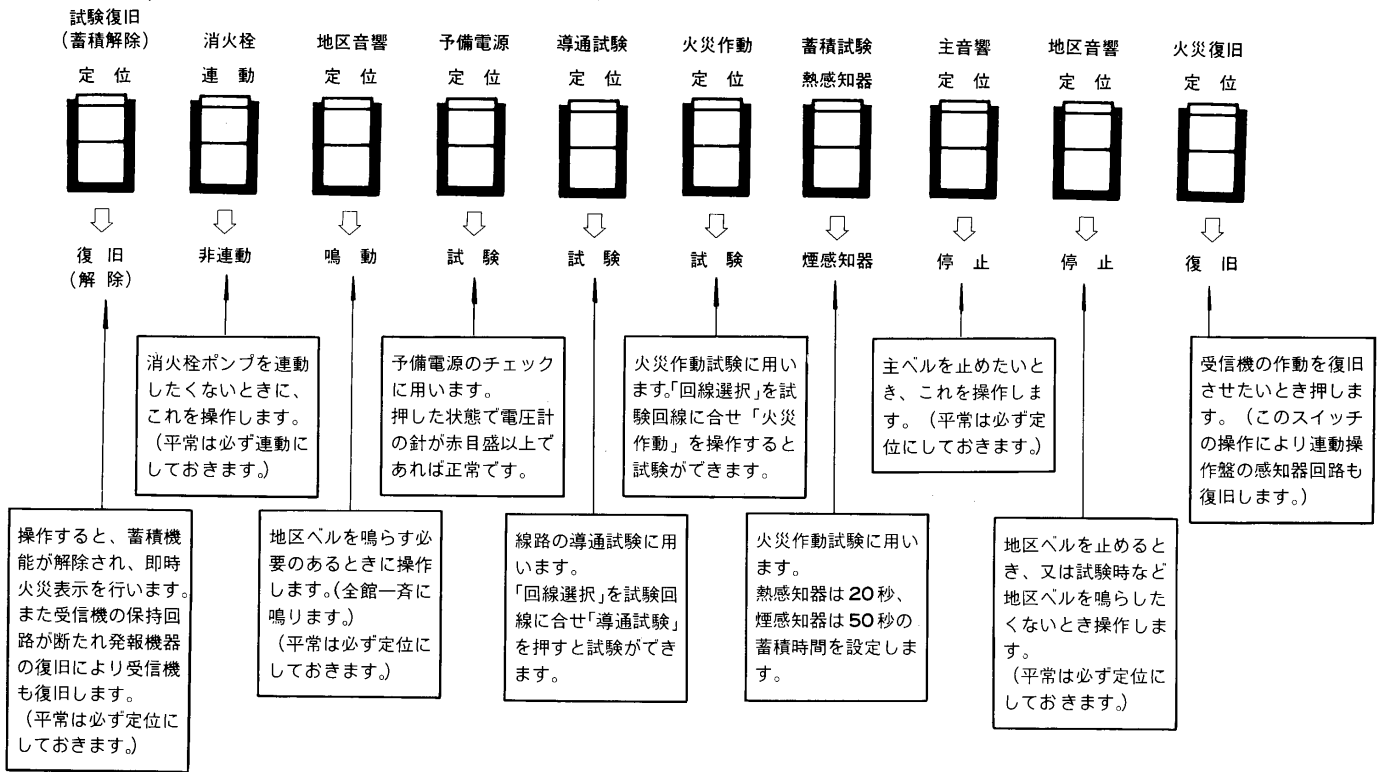 試験復旧
(蓄積解除)
消火栓
地区音響
予備電源
導通試験
火災作動
蓄積試験
主音響
地区音響
火災復旧
定 位
連 動
定 位
定 位
定 位
定 位
熱感知器
定 位
定 位
定 位
復 旧
(解 除)
非連動
鳴 動
試 験
試 験
試 験
煙感知器
停 止
停 止
復 旧
消火栓ポンプを連動
したくないときに、
これを操作します。
(平常は必ず連動に
しておきます。)
予備電源のチェック
に用います。
押した状態で電圧計
の針が赤目盛以上で
あれば正常です。
火災作動試験に用い
ます。「回線選択」を試
験回線に合せ「火災
作動」を操作すると
試験ができます。
主ベルを止めたいと
き、これを操作しま
す。(平常は必ず定
位にしておきます。)
受信機の作動を復旧
させたいとき押しま
す。(このスイッチ
の操作により連動操
作盤の感知器回路も
復旧します。)
操作すると、蓄積機
能が解除され、即時
火災表示を行います。
また受信機の保持回
路が断たれ発報機器
の復旧により受信機
も復旧します。
(平常は必ず定位に
しておきます。)
地区ベルを鳴らす必
要のあるときに操作
します。(全館一斉に
鳴ります。)
(平常は必ず定位に
しておきます。)
線路の導通試験に用
います。
「回線選択」を試験回
線に合せ「導通試験」
を押すと試験ができ
ます。
火災作動試験に用い
ます。
熱感知器は20秒、
煙感知器は50秒の
蓄積時間を設定しま
す。
地区ベルを止めると
き、又は試験時など
地区ベルを鳴らした
くないとき操作しま
す。
(平常は必ず定位に
しておきます。)